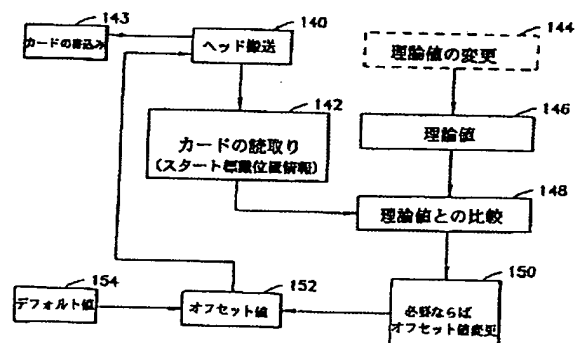 143
カードの書込み
140
ヘッド搬送
144
理論値の変更
142
カードの読取り
(スタート標識位置情報)
146
理論値
148
理論値との比較
154
デフォルト値
152
オフセット値
150
必要ならば
オフセット値変更